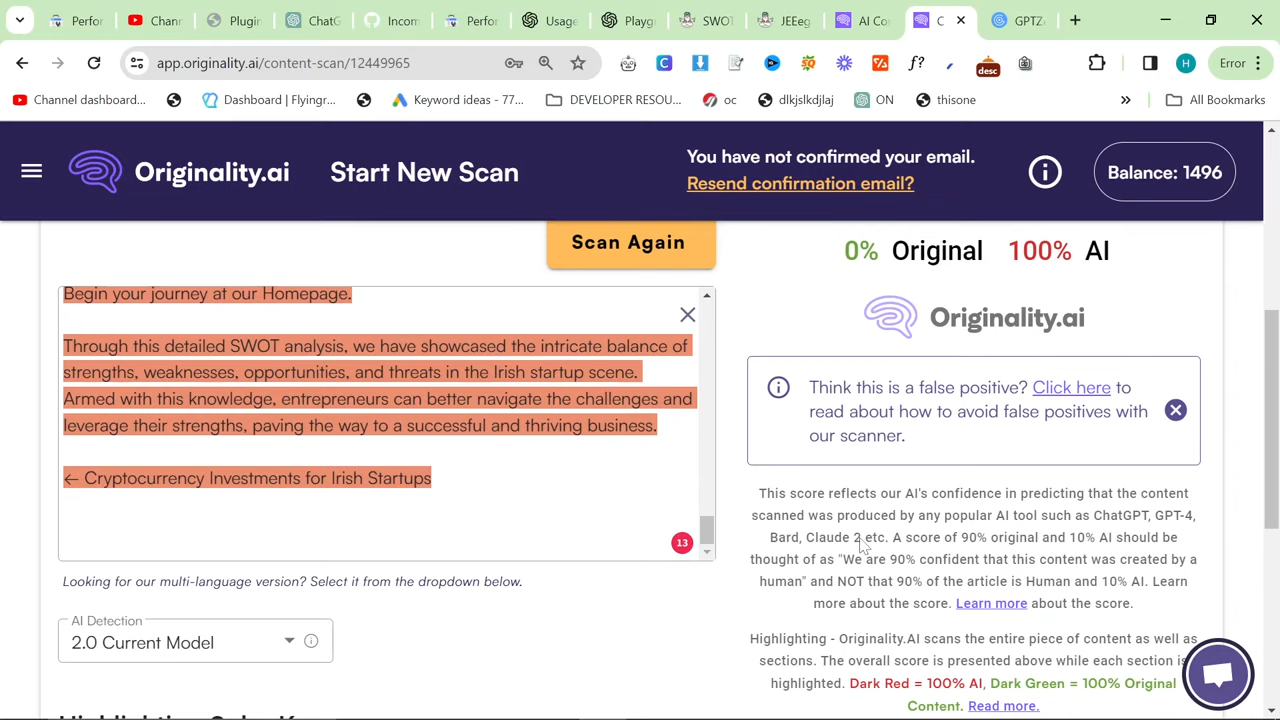 Perfor
Chann
Plugin
ChatG
Incom
Perfor
Usage
Playg
SWOT
JEEeg
AI Co
C
GPTZ
app.originality.ai/content-scan/12449965
f?
desc
H
Error
Channel dashboard...
Dashboard | Flyingr...
Keyword ideas - 77...
DEVELOPER RESOU...
oc
dlkjslkdjlaj
ON
thisone
»
All Bookmarks
Originality.ai
Start New Scan
You have not confirmed your email.
Resend confirmation email?
Balance: 1496
Scan Again
0% Original 100% AI
Begin your journey at our Homepage.
Through this detailed SWOT analysis, we have showcased the intricate balance of
strengths, weaknesses, opportunities, and threats in the Irish startup scene.
Armed with this knowledge, entrepreneurs can better navigate the challenges and
leverage their strengths, paving the way to a successful and thriving business.
← Cryptocurrency Investments for Irish Startups
13
Looking for our multi-language version? Select it from the dropdown below.
AI Detection
2.0 Current Model
Originality.ai
Think this is a false positive? Click here to
read about how to avoid false positives with
our scanner.
This score reflects our AI's confidence in predicting that the content
scanned was produced by any popular AI tool such as ChatGPT, GPT-4,
Bard, Claude 2 etc. A score of 90% original and 10% AI should be
thought of as "We are 90% confident that this content was created by a
human" and NOT that 90% of the article is Human and 10% AI. Learn
more about the score. Learn more about the score.
Highlighting - Originality.AI scans the entire piece of content as well as
sections. The overall score is presented above while each section is
highlighted. Dark Red = 100% AI, Dark Green = 100% Original
Content. Read more.